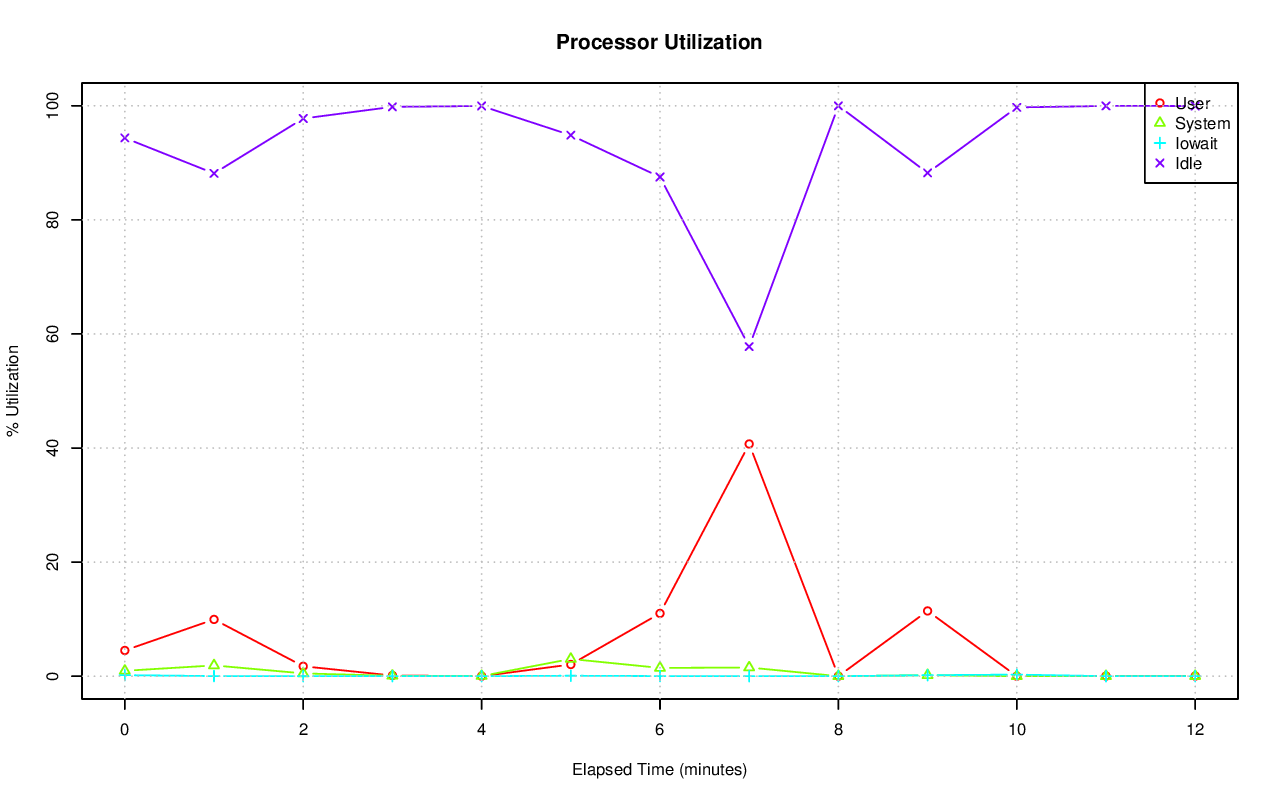 Processor Utilization
% Utilization
100
80
60
40
20
0
User
System
Iowait
Idle
0 2 4 6 8 10 12
Elapsed Time (minutes)